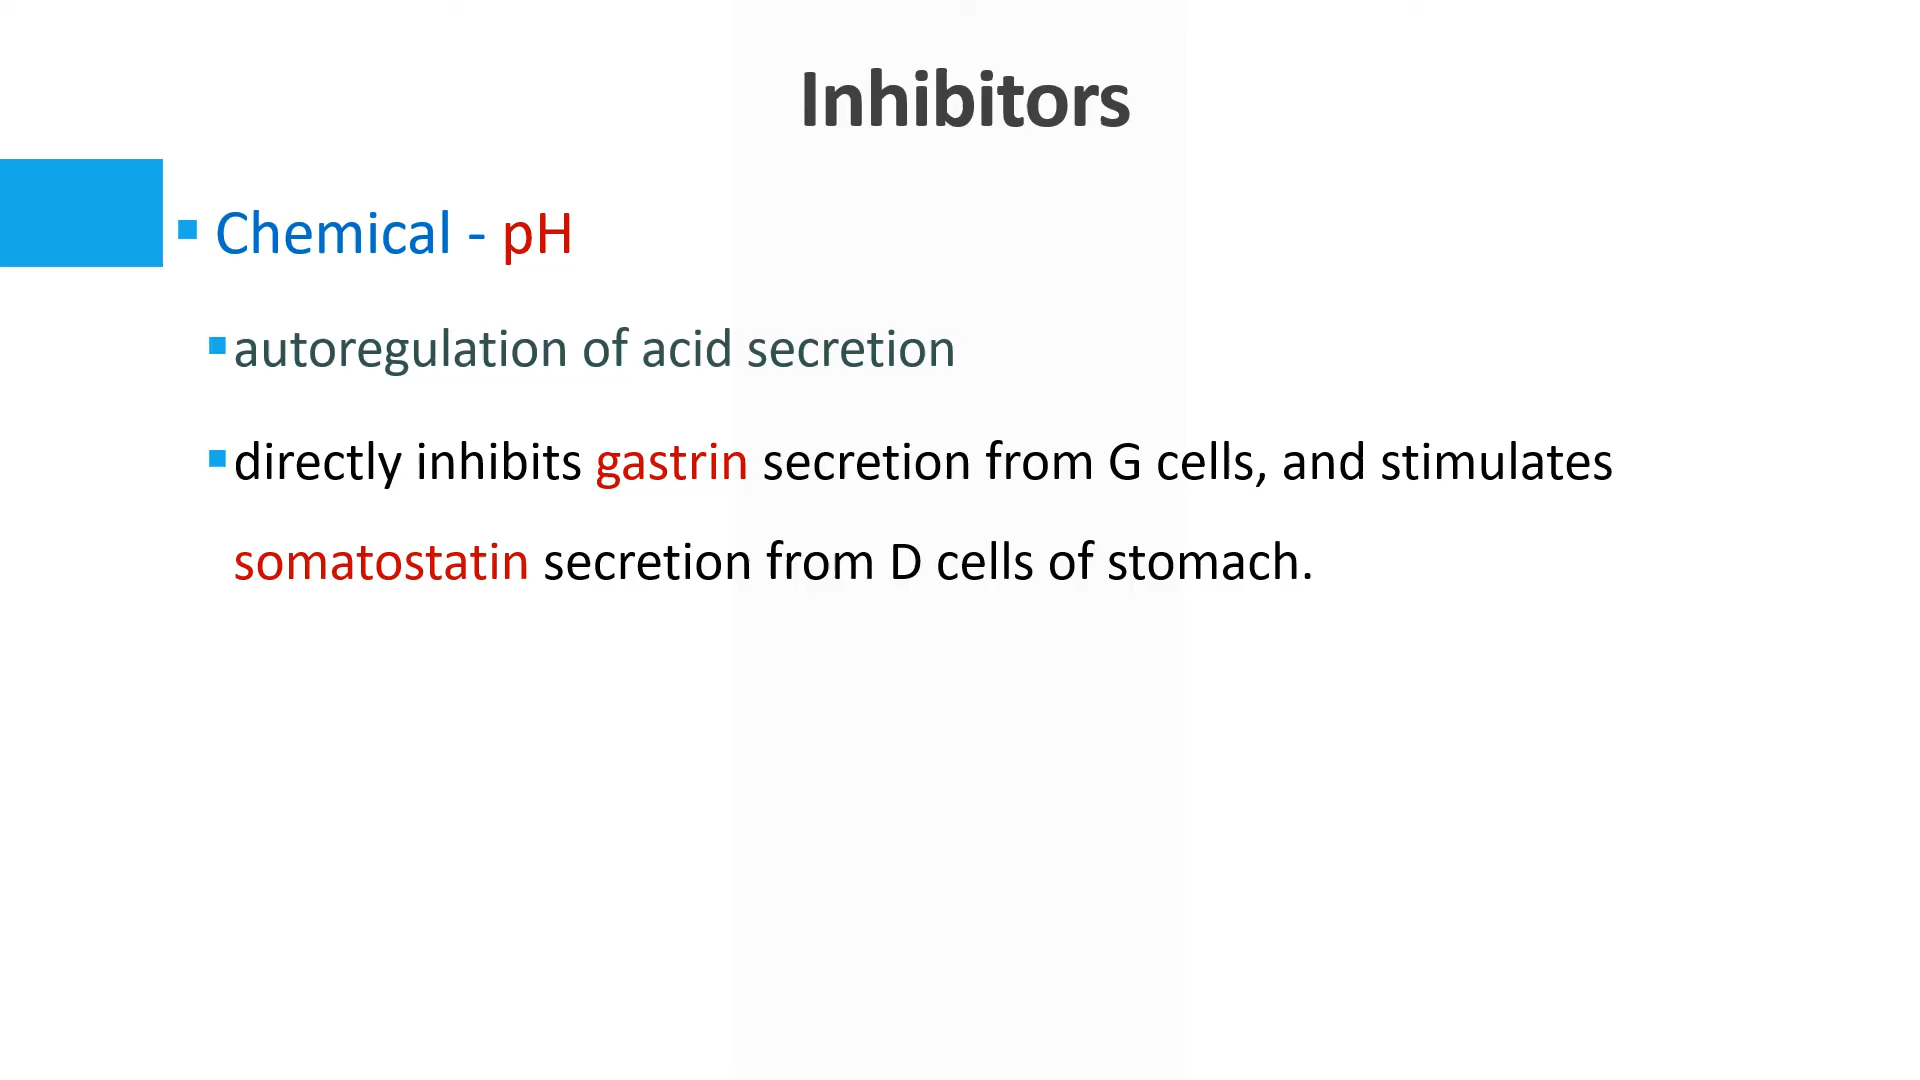 Inhibitors
Chemical - pH
autoregulation of acid secretion
directly inhibits gastrin secretion from G cells, and stimulates
somatostatin secretion from D cells of stomach.